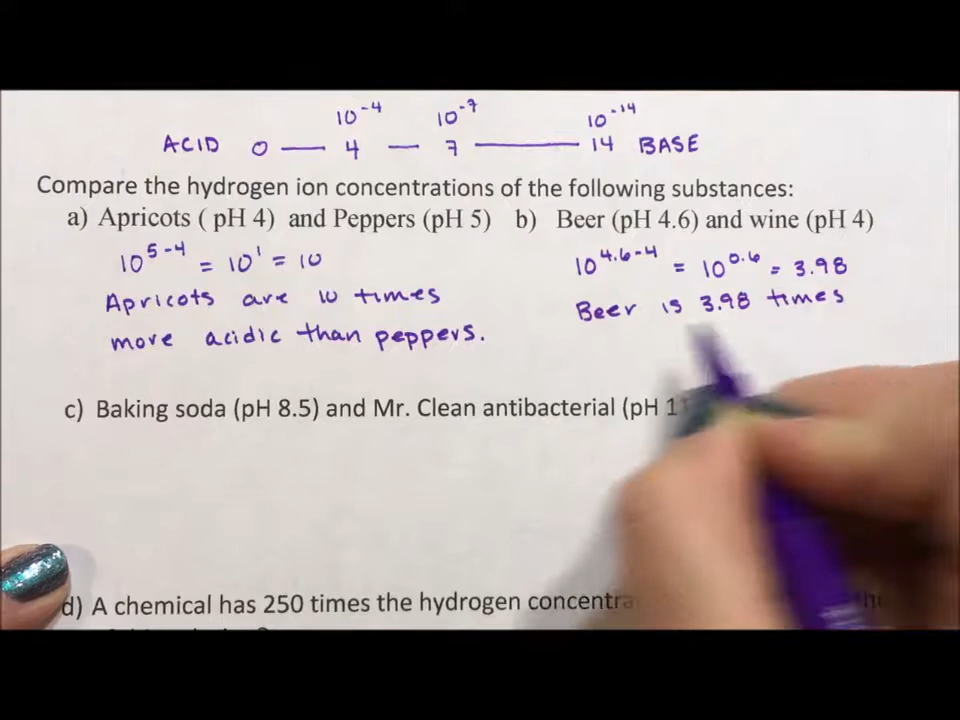 10⁻⁴ 10⁻⁷ 10⁻¹⁴
ACID 0 — 4 — 7 — 14 BASE
Compare the hydrogen ion concentrations of the following substances:
a) Apricots ( pH 4) and Peppers (pH 5) b) Beer (pH 4.6) and wine (pH 4)
10⁵⁻⁴ = 10¹ = 10
Apricots are 10 times
more acidic than peppers.
10⁴·⁶⁻⁴ = 10⁰·⁶ = 3.98
Beer is 3.98 times
c) Baking soda (pH 8.5) and Mr. Clean antibacterial (pH
d) A chemical has 250 times the hydrogen